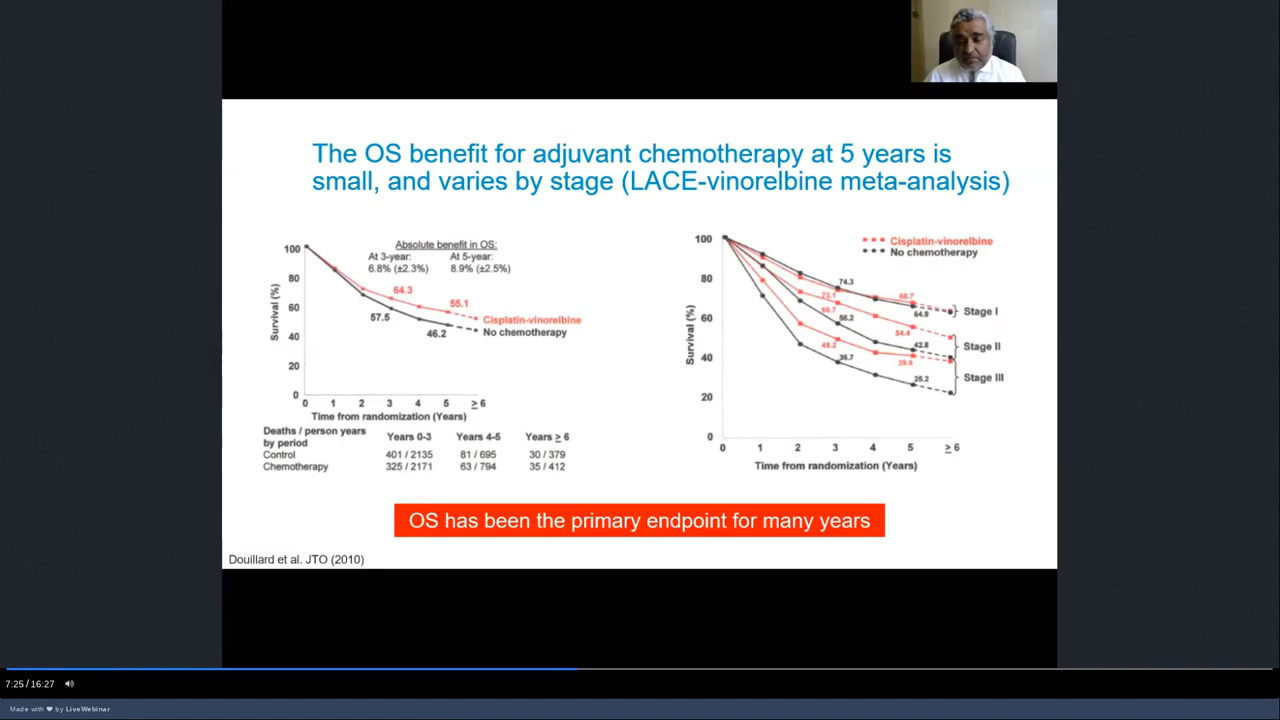 The OS benefit for adjuvant chemotherapy at 5 years is
small, and varies by stage (LACE-vinorelbine meta-analysis)
Absolute benefit in OS:
At 3-year: At 5-year:
6.8% (±2.3%) 8.9% (±2.5%)
Survival (%)
100
80
60
40
20
0
64.3
55.1
57.5
46.2
Cisplatin-vinorelbine
No chemotherapy
0 1 2 3 4 5 ≥ 6
Time from randomization (Years)
Deaths / person years
by period Years 0-3 Years 4-5 Years ≥ 6
Control 401 / 2135 81 / 695 30 / 379
Chemotherapy 325 / 2171 63 / 794 35 / 412
Survival (%)
100
80
60
40
20
0
Cisplatin-vinorelbine
No chemotherapy
74.3
73.1
66.7
64.9
Stage I
66.7
56.2
54.4
42.8
Stage II
48.2
36.7
39.9
26.2
Stage III
0 1 2 3 4 5 ≥ 6
Time from randomization (Years)
OS has been the primary endpoint for many years
Douillard et al. JTO (2010)
7:25 / 16:27
Made with ❤ by LiveWebinar